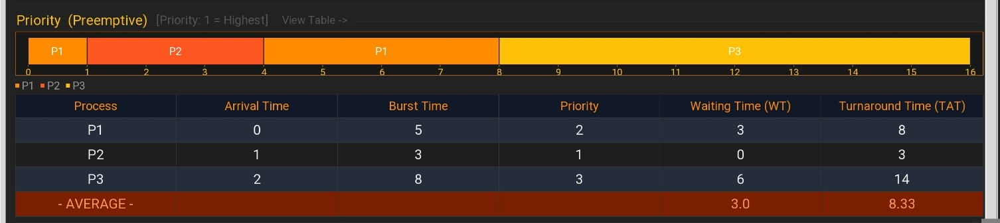 Priority (Preemptive) [Priority: 1 = Highest] View Table ->
P1 P2 P1 P3
0 1 2 3 4 5 6 7 8 9 10 11 12 13 14 15 16
P1 P2 P3
Process Arrival Time Burst Time Priority Waiting Time (WT) Turnaround Time (TAT)
P1 0 5 2 3 8
P2 1 3 1 0 3
P3 2 8 3 6 14
- AVERAGE - 3.0 8.33